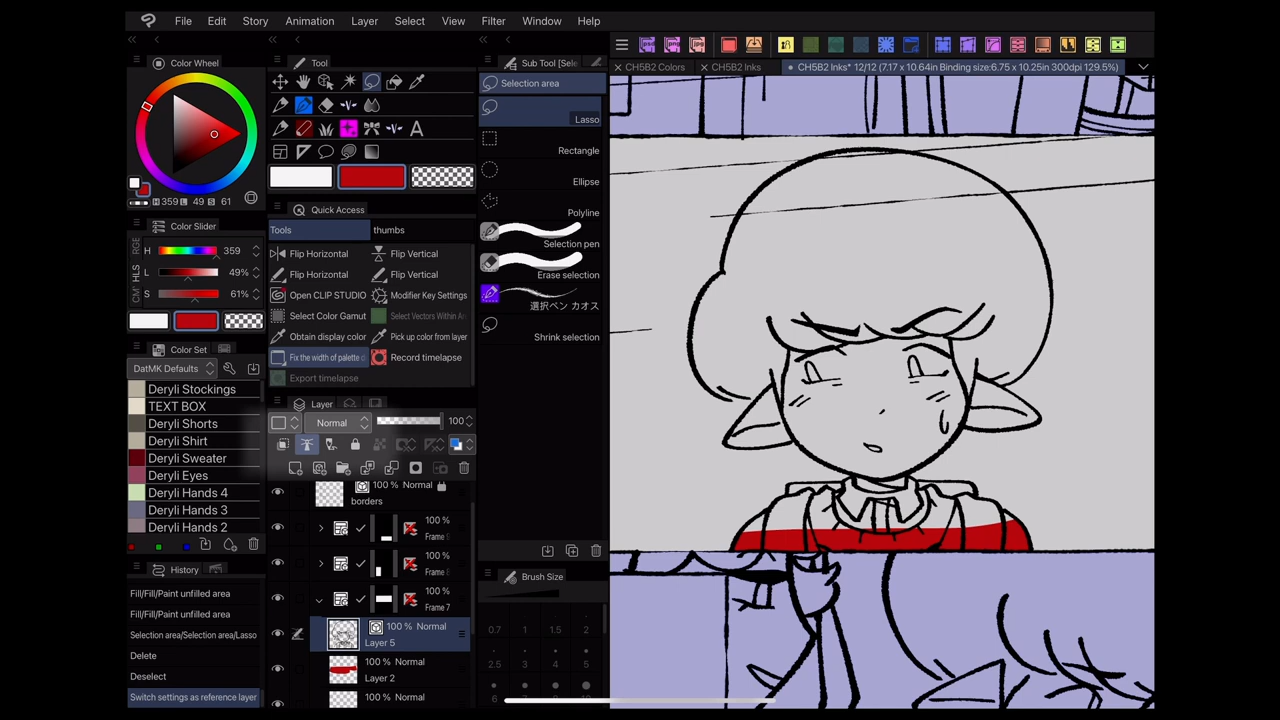 File Edit Story Animation Layer Select View Filter Window Help
Color Wheel
Tool
Sub Tool [Sele
CH5B2 Colors
CH5B2 Inks
CH5B2 Inks* 12/12 (7.17 x 10.64in Binding size:6.75 x 10.25in 300dpi 129.5%)
Selection area
Lasso
Rectangle
Ellipse
Polyline
Selection pen
Erase selection
選択ペン カオス
Shrink selection
H 359 L 49 S 61
Color Slider
RGB
HLS
H 359
L 49%
S 61%
Quick Access
Tools thumbs
Flip Horizontal Flip Vertical
Flip Horizontal Flip Vertical
Open CLIP STUDIO Modifier Key Settings
Select Color Gamut Select Vectors Within Ar
Obtain display color Pick up color from layer
Fix the width of palette d Record timelapse
Export timelapse
Color Set
DatMK Defaults
Deryli Stockings
TEXT BOX
Deryli Shorts
Deryli Shirt
Deryli Sweater
Deryli Eyes
Deryli Hands 4
Deryli Hands 3
Deryli Hands 2
Layer
Normal 100
100 % Normal
borders
100 %
Frame
100 %
Frame
100 %
Frame 7
100 % Normal
Layer 5
100 % Normal
Layer 2
100 % Normal
History
Fill/Fill/Paint unfilled area
Fill/Fill/Paint unfilled area
Selection area/Selection area/Lasso
Delete
Deselect
Switch settings as reference layer
Brush Size
0.7 1 1.5 2
2.5 3 4 5
6 7 8 10